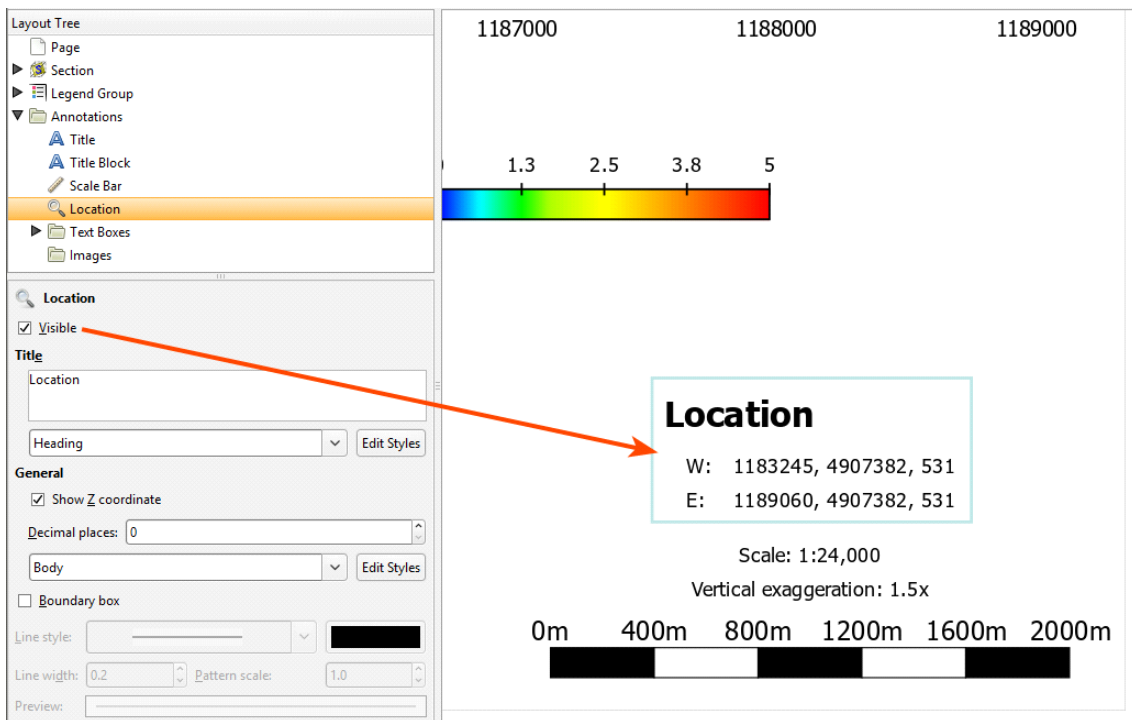 Layout Tree
Page
Section
Legend Group
Annotations
Title
Title Block
Scale Bar
Location
Text Boxes
Images
Location
Visible
Title
Location
Heading
Edit Styles
General
Show Z coordinate
Decimal places: 0
Body
Edit Styles
Boundary box
Line style:
Line width: 0.2 Pattern scale: 1.0
Preview:
1187000 1188000 1189000
1.3 2.5 3.8 5
Location
W: 1183245, 4907382, 531
E: 1189060, 4907382, 531
Scale: 1:24,000
Vertical exaggeration: 1.5x
0m 400m 800m 1200m 1600m 2000m